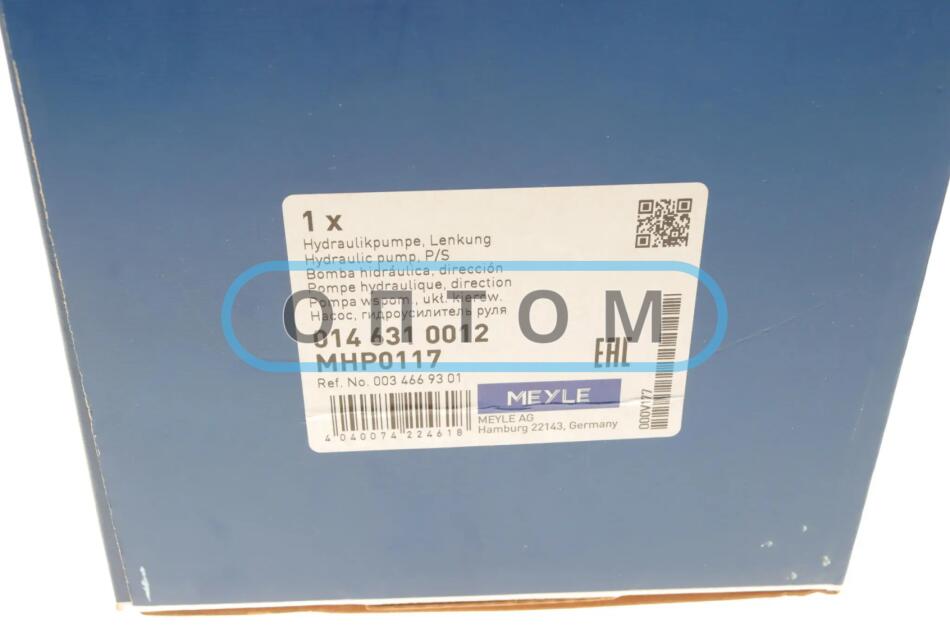 1 x
Hydraulikpumpe, Lenkung
Hydraulic pump, P/S
Bomba hidráulica, dirección
Pompe hydraulique, direction
Pompa wspom., ukł. kierow.
Насос, гидроусилитель руля
ОПТОМ
014 631 0012
MHP0117
EAC
Ref. No. 003 466 93 01
MEYLE
MEYLE AG
Hamburg 22143, Germany
4 040074 224618
000V177